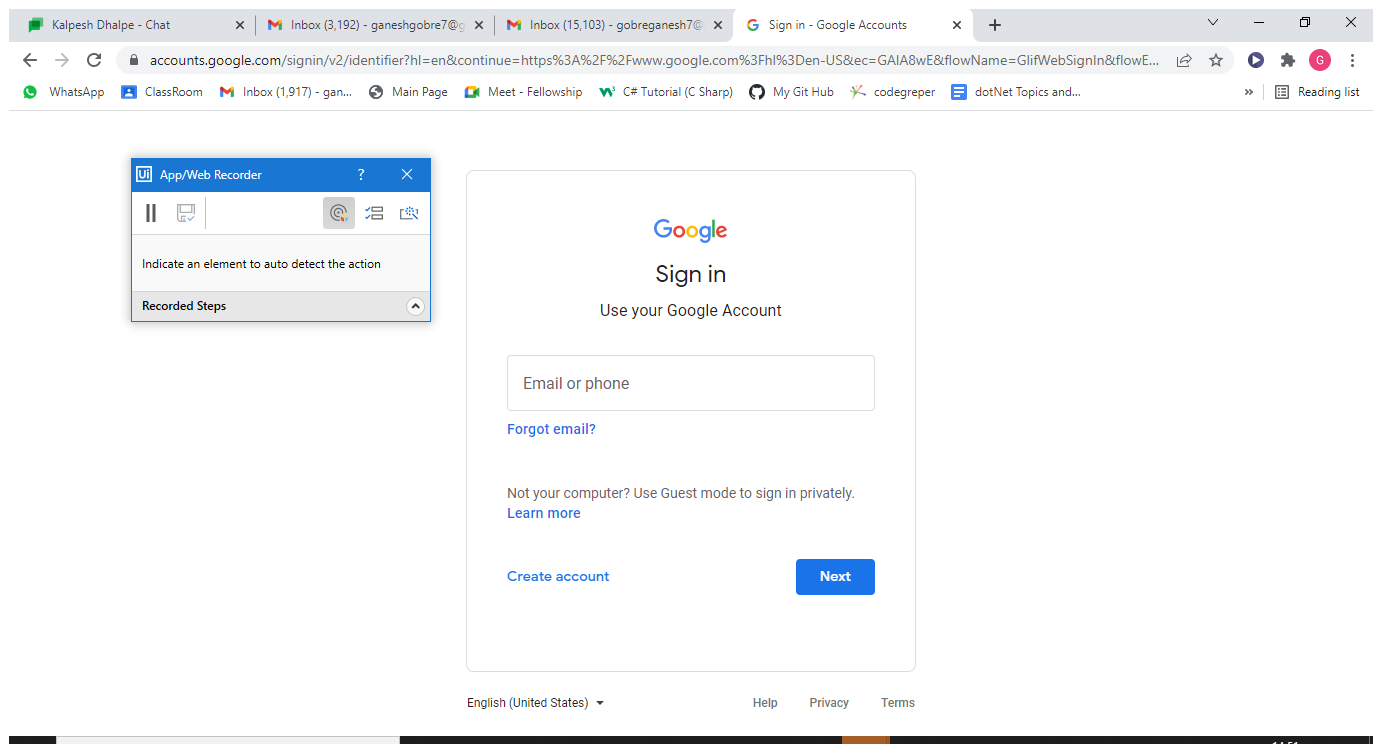 Kalpesh Dhalpe - Chat
Inbox (3,192) - ganeshgobre7@g
Inbox (15,103) - gobreganesh7@
Sign in - Google Accounts
accounts.google.com/signin/v2/identifier?hl=en&continue=https%3A%2F%2Fwww.google.com%3Fhl%3Den-US&ec=GAlA8wE&flowName=GlifWebSignIn&flowE...
G
WhatsApp
ClassRoom
Inbox (1,917) - gan...
Main Page
Meet - Fellowship
C# Tutorial (C Sharp)
My Git Hub
codegreper
dotNet Topics and...
»
Reading list
Ui App/Web Recorder ?
Indicate an element to auto detect the action
Recorded Steps
Google
Sign in
Use your Google Account
Email or phone
Forgot email?
Not your computer? Use Guest mode to sign in privately.
Learn more
Create account
Next
English (United States)
Help
Privacy
Terms